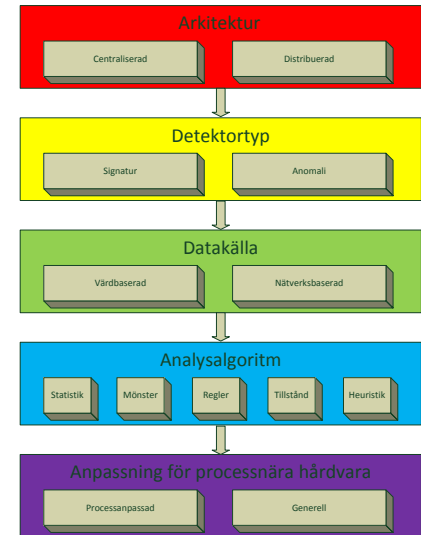 Arkitektur
Centraliserad
Distribuerad
Detektortyp
Signatur
Anomali
Datakälla
Värdbaserad
Nätverksbaserad
Analysalgoritm
Statistik
Mönster
Regler
Tillstånd
Heuristik
Anpassning för processnära hårdvara
Processanpassad
Generell